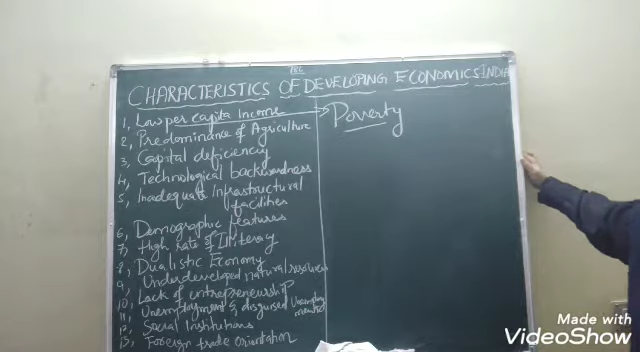 CHARACTERISTICS OF DEVELOPING ECONOMICS-INDIA
1, Low per capita Income → Poverty
2, Predominance of Agriculture
3, Capital deficiency
4, Technological backwardness
5, Inadequate Infrastructural
facilities
6, Demographic features
7, High Rate of Illiteracy
8, Dualistic Economy
9, Underdeveloped natural resources
10, Lack of entrepreneurship
11, Unemployment & disguised Unemployment
12, Social Institutions
13, Foreign trade orientation
Made with
VideoShow